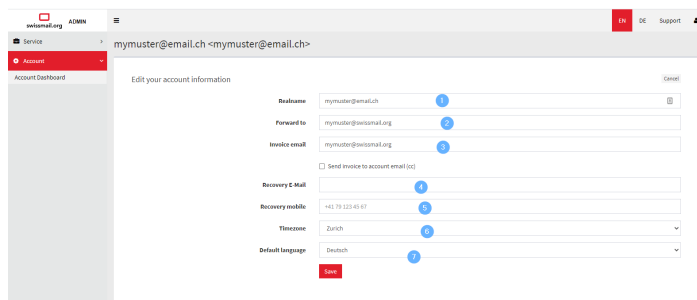 swissmail.org ADMIN EN DE Support
Service
mymuster@email.ch <mymuster@email.ch>
Account
Account Dashboard
Edit your account information Cancel
Realname mymuster@email.ch 1
Forward to mymuster@swissmail.org 2
Invoice email mymuster@swissmail.org 3
Send invoice to account email (cc)
Recovery E-Mail 4
Recovery mobile +41 79 123 45 67 5
Timezone Zurich 6
Default language Deutsch 7
Save